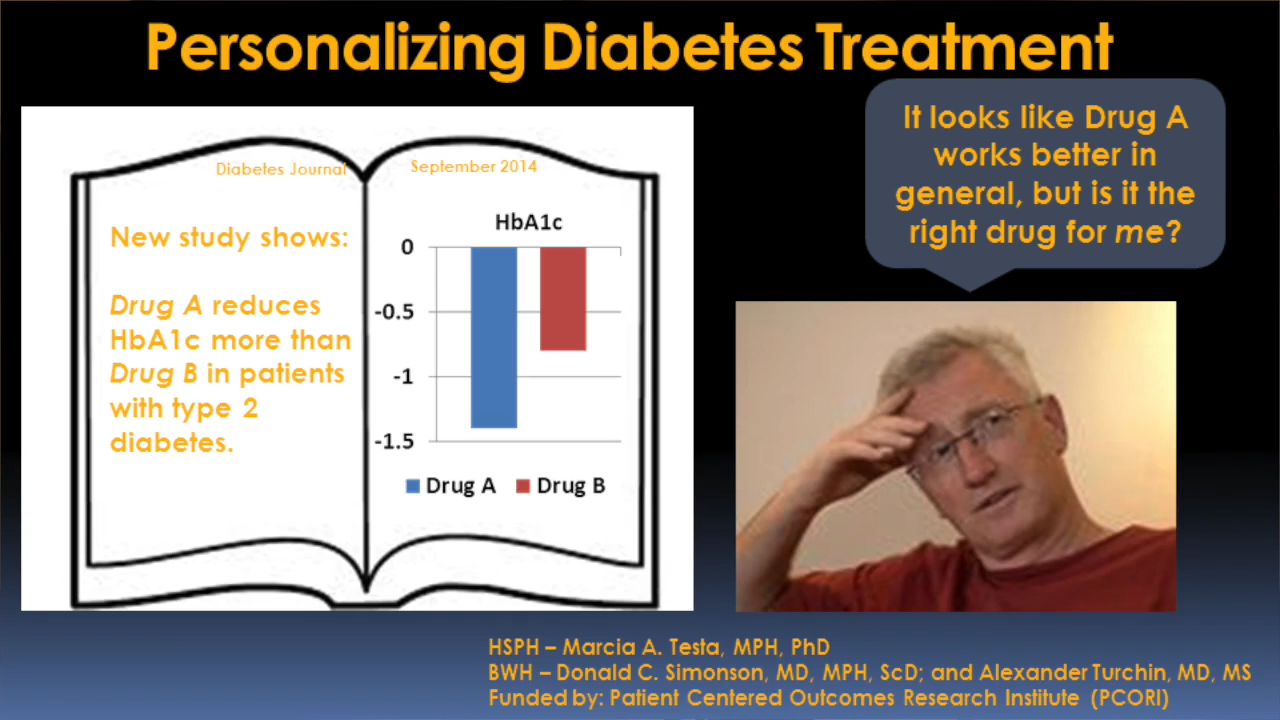 Personalizing Diabetes Treatment
It looks like Drug A
works better in
general, but is it the
right drug for me?
Diabetes Journal
September 2014
New study shows:
Drug A reduces
HbA1c more than
Drug B in patients
with type 2
diabetes.
HbA1c
0
-0.5
-1
-1.5
Drug A Drug B
HSPH – Marcia A. Testa, MPH, PhD
BWH – Donald C. Simonson, MD, MPH, ScD; and Alexander Turchin, MD, MS
Funded by: Patient Centered Outcomes Research Institute (PCORI)